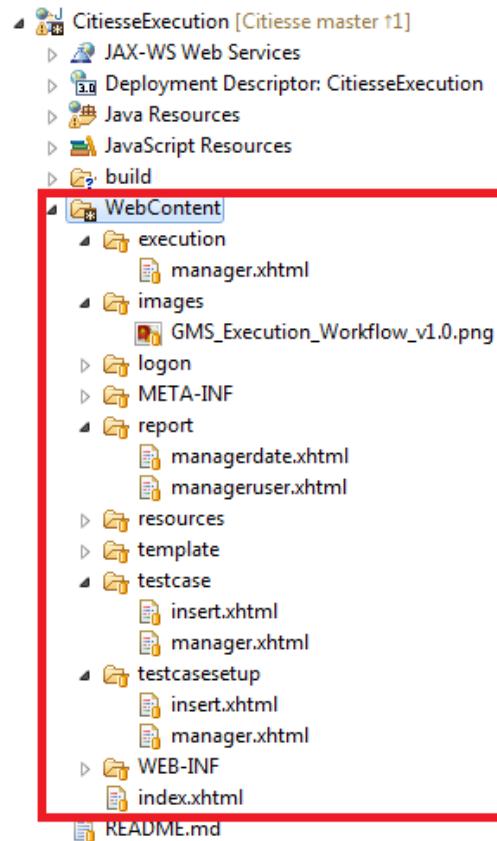 CitiesseExecution [Citiesse master ↑1]
JAX-WS Web Services
3.0 Deployment Descriptor: CitiesseExecution
Java Resources
JavaScript Resources
build
WebContent
execution
manager.xhtml
images
GMS_Execution_Workflow_v1.0.png
logon
META-INF
report
managerdate.xhtml
manageruser.xhtml
resources
template
testcase
insert.xhtml
manager.xhtml
testcasesetup
insert.xhtml
manager.xhtml
WEB-INF
index.xhtml
README.md